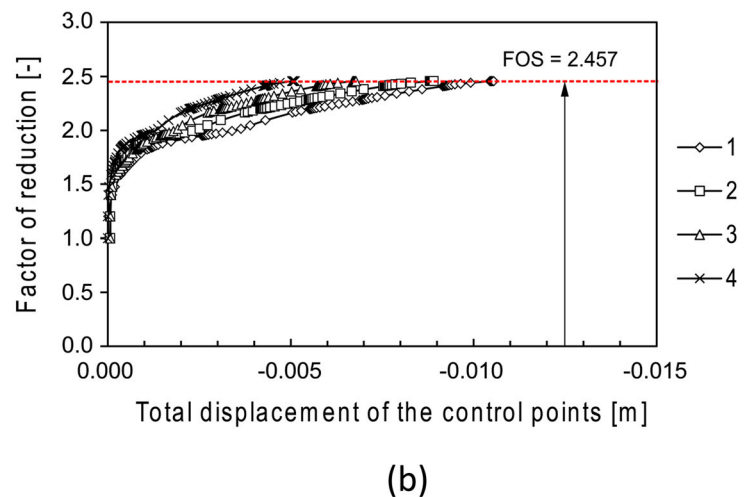 3.0
2.5
2.0
1.5
1.0
0.5
0.0
Factor of reduction [-]
FOS = 2.457
1
2
3
4
0.000 -0.005 -0.010 -0.015
Total displacement of the control points [m]
(b)